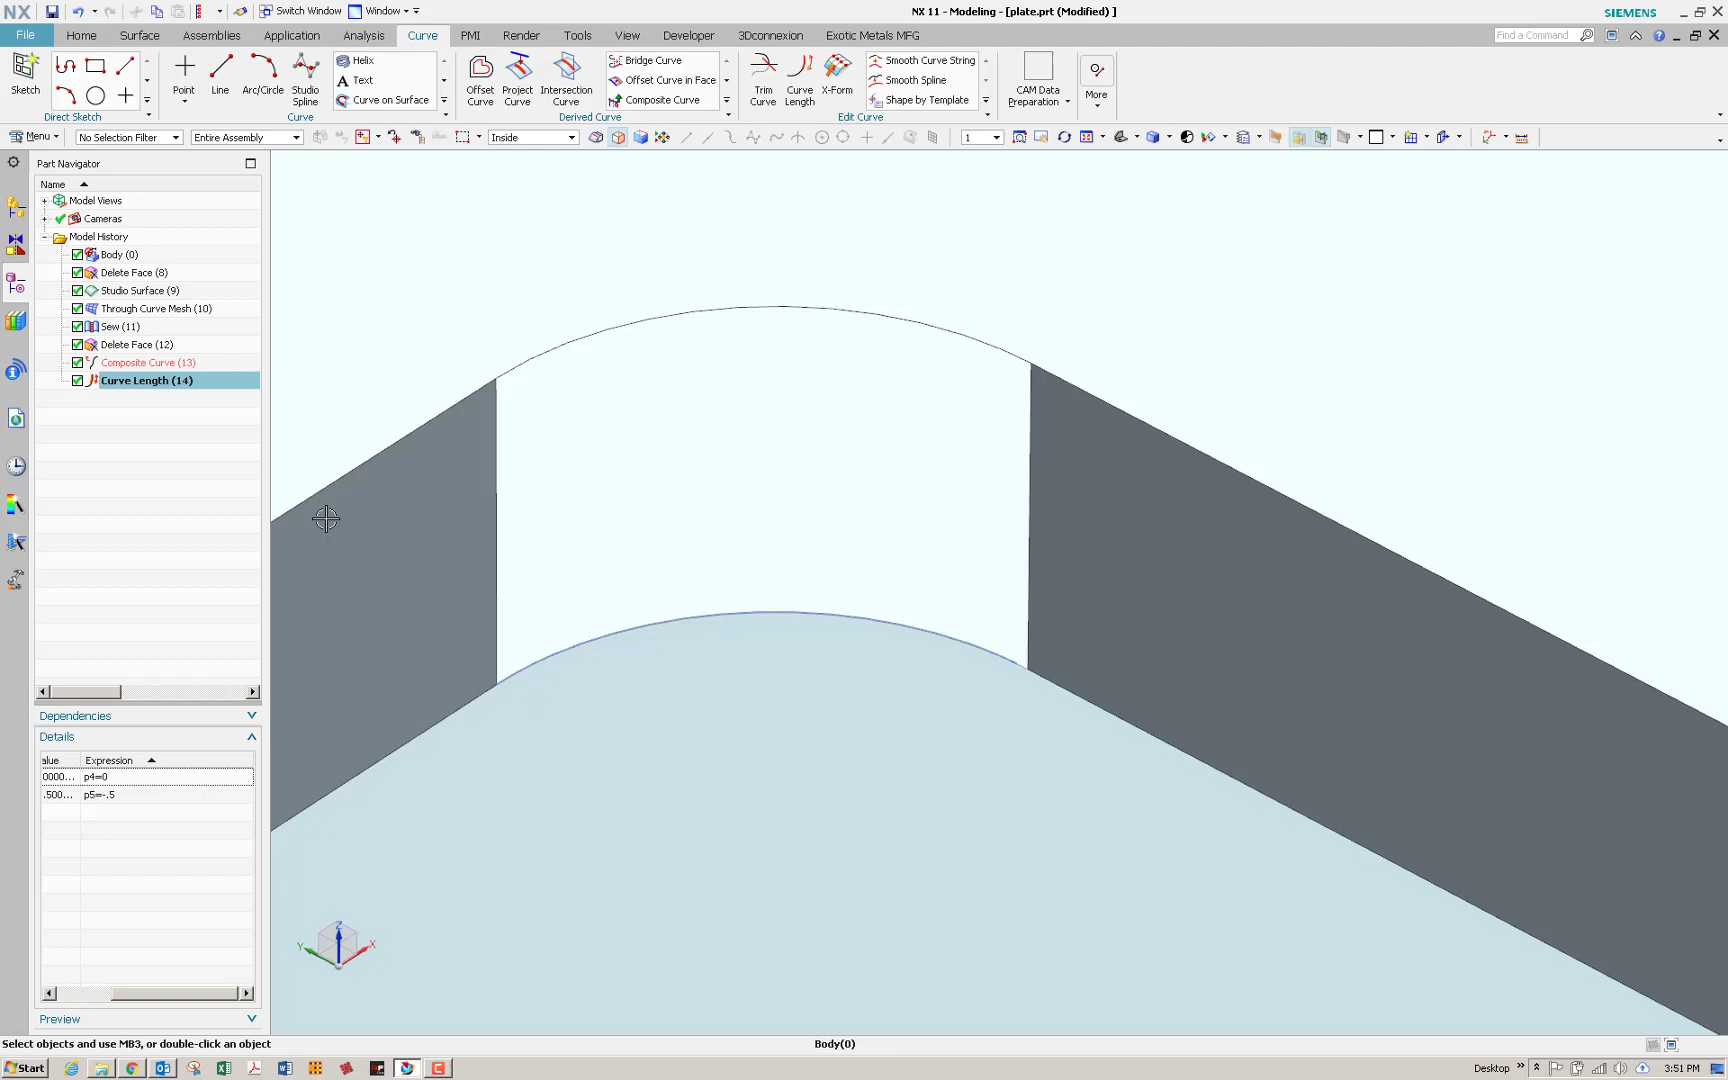 NX
Switch Window
Window
NX 11 - Modeling - [plate.prt (Modified) ]
SIEMENS
File
Home
Surface
Assemblies
Application
Analysis
Curve
PMI
Render
Tools
View
Developer
3Dconnexion
Exotic Metals MFG
Find a Command
Sketch
Direct Sketch
Point
Line
Arc/Circle
Studio Spline
Helix
Text
Curve on Surface
Curve
Offset Curve
Project Curve
Intersection Curve
Bridge Curve
Offset Curve in Face
Composite Curve
Derived Curve
Trim Curve
Curve Length
X-Form
Smooth Curve String
Smooth Spline
Shape by Template
Edit Curve
CAM Data Preparation
More
Menu
No Selection Filter
Entire Assembly
Inside
1
Part Navigator
Name
Model Views
Cameras
Model History
Body (0)
Delete Face (8)
Studio Surface (9)
Through Curve Mesh (10)
Sew (11)
Delete Face (12)
Composite Curve (13)
Curve Length (14)
Dependencies
Details
alue
Expression
0000... p4=0
.500... p5=-.5
Preview
Z
Y
X
Select objects and use MB3, or double-click an object
Body(0)
Start
Desktop
3:51 PM